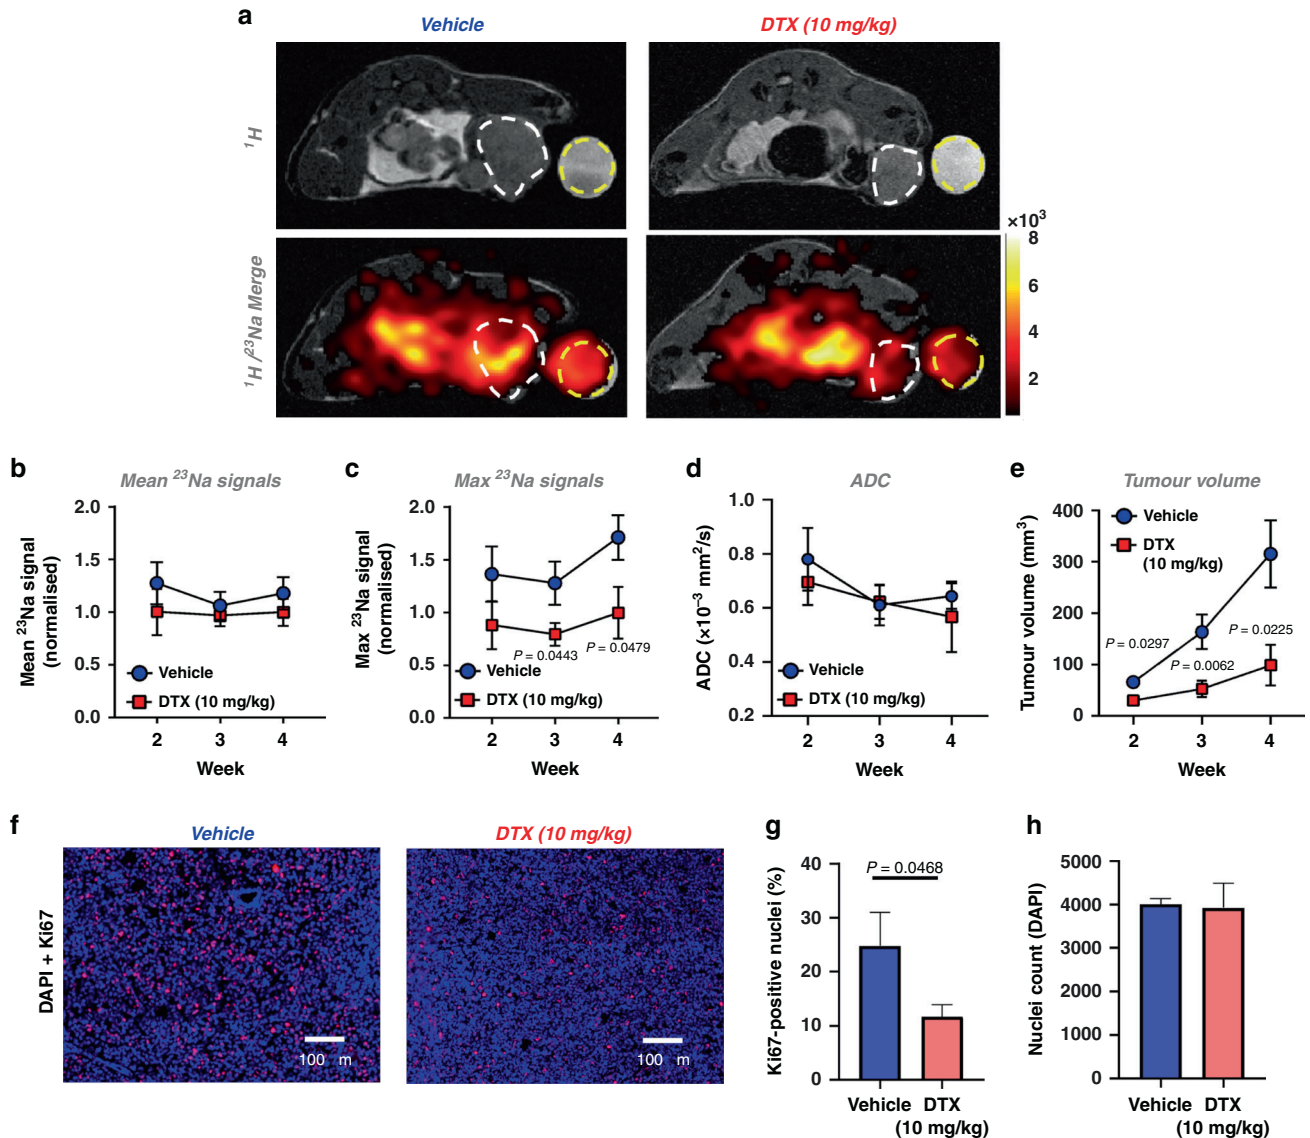 a
Vehicle
DTX (10 mg/kg)
¹H
¹H /²³Na Merge
×10³
8
6
4
2
b
Mean ²³Na signals
Mean ²³Na signal
(normalised)
2.0
1.5
1.0
0.5
0.0
Vehicle
DTX (10 mg/kg)
2 3 4
Week
c
Max ²³Na signals
Max ²³Na signal
(normalised)
2.0
1.5
1.0
0.5
0.0
P = 0.0443
P = 0.0479
Vehicle
DTX (10 mg/kg)
2 3 4
Week
d
ADC
ADC (×10⁻³ mm²/s)
1.0
0.8
0.6
0.4
0.2
Vehicle
DTX (10 mg/kg)
2 3 4
Week
e
Tumour volume
Tumour volume (mm³)
400
300
200
100
0
Vehicle
DTX
(10 mg/kg)
P = 0.0297
P = 0.0062
P = 0.0225
2 3 4
Week
f
Vehicle
DTX (10 mg/kg)
DAPI + Ki67
100 m
100 m
g
Ki67-positive nuclei (%)
40
30
20
10
0
P = 0.0468
Vehicle DTX
(10 mg/kg)
h
Nuclei count (DAPI)
5000
4000
3000
2000
1000
0
Vehicle DTX
(10 mg/kg)